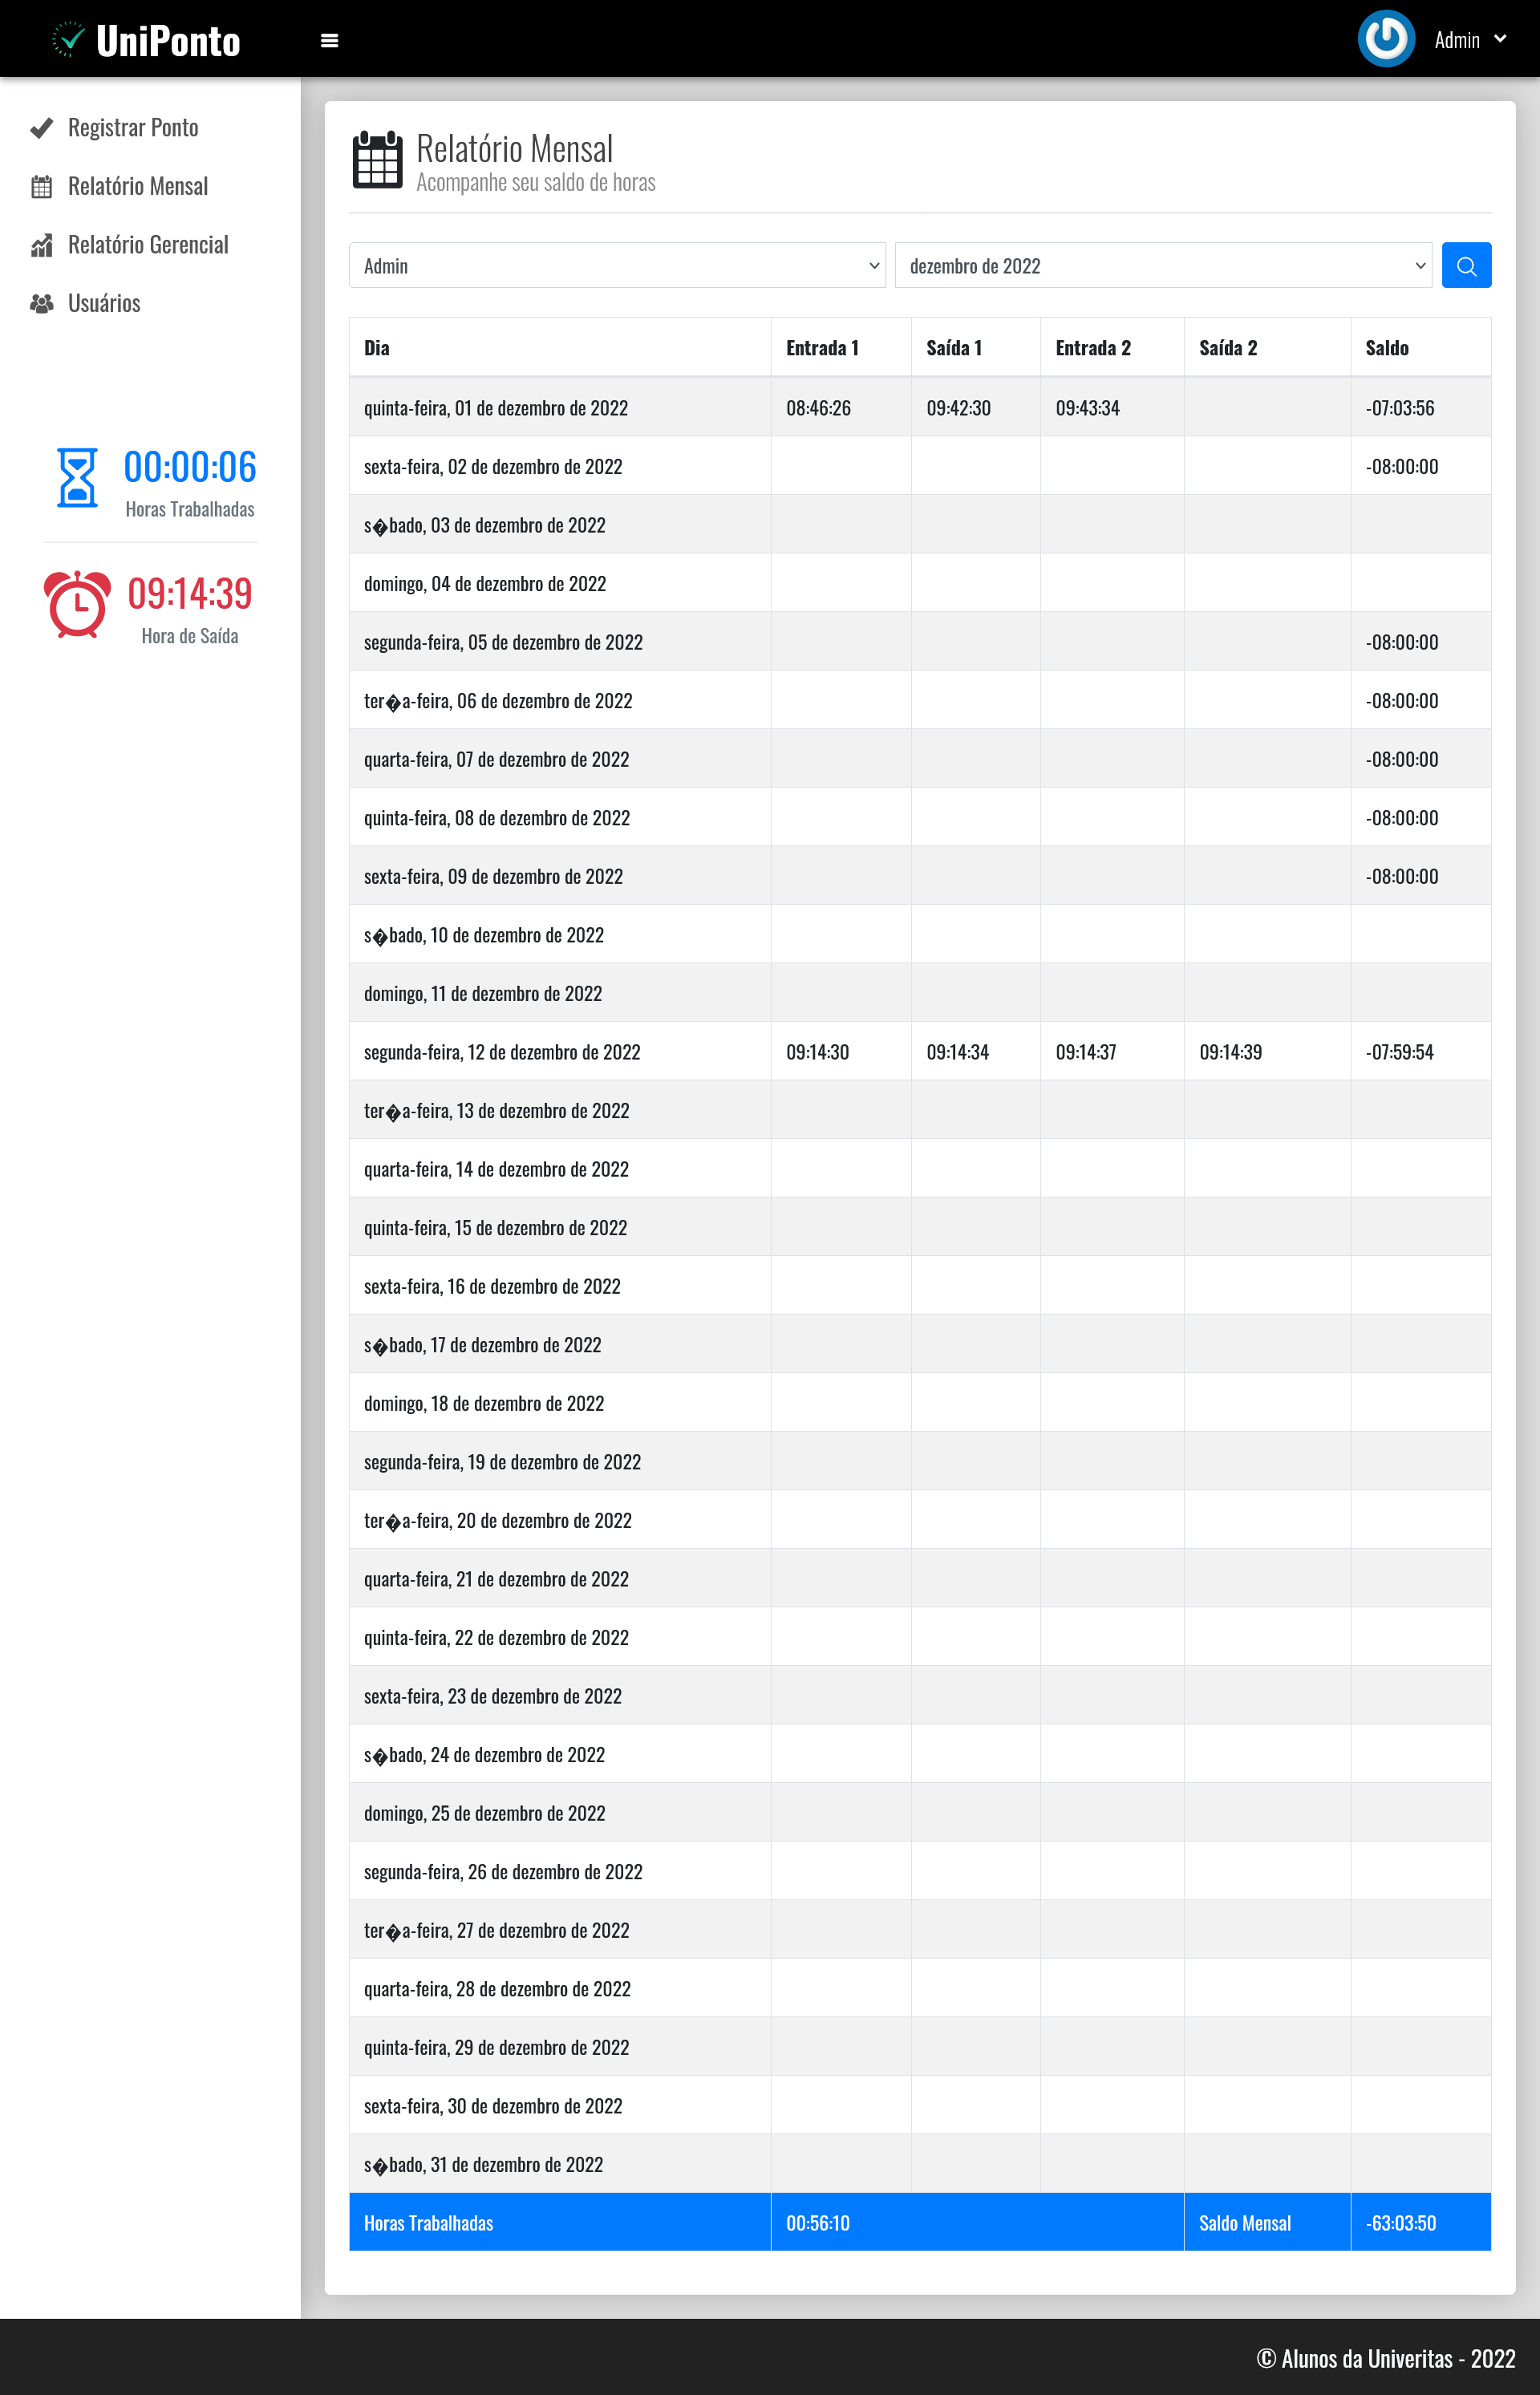 UniPonto
Admin
Registrar Ponto
Relatório Mensal
Relatório Gerencial
Usuários
00:00:06
Horas Trabalhadas
09:14:39
Hora de Saída
Relatório Mensal
Acompanhe seu saldo de horas
Admin dezembro de 2022
Dia Entrada 1 Saída 1 Entrada 2 Saída 2 Saldo
quinta-feira, 01 de dezembro de 2022 08:46:26 09:42:30 09:43:34 -07:03:56
sexta-feira, 02 de dezembro de 2022 -08:00:00
s�bado, 03 de dezembro de 2022
domingo, 04 de dezembro de 2022
segunda-feira, 05 de dezembro de 2022 -08:00:00
ter�a-feira, 06 de dezembro de 2022 -08:00:00
quarta-feira, 07 de dezembro de 2022 -08:00:00
quinta-feira, 08 de dezembro de 2022 -08:00:00
sexta-feira, 09 de dezembro de 2022 -08:00:00
s�bado, 10 de dezembro de 2022
domingo, 11 de dezembro de 2022
segunda-feira, 12 de dezembro de 2022 09:14:30 09:14:34 09:14:37 09:14:39 -07:59:54
ter�a-feira, 13 de dezembro de 2022
quarta-feira, 14 de dezembro de 2022
quinta-feira, 15 de dezembro de 2022
sexta-feira, 16 de dezembro de 2022
s�bado, 17 de dezembro de 2022
domingo, 18 de dezembro de 2022
segunda-feira, 19 de dezembro de 2022
ter�a-feira, 20 de dezembro de 2022
quarta-feira, 21 de dezembro de 2022
quinta-feira, 22 de dezembro de 2022
sexta-feira, 23 de dezembro de 2022
s�bado, 24 de dezembro de 2022
domingo, 25 de dezembro de 2022
segunda-feira, 26 de dezembro de 2022
ter�a-feira, 27 de dezembro de 2022
quarta-feira, 28 de dezembro de 2022
quinta-feira, 29 de dezembro de 2022
sexta-feira, 30 de dezembro de 2022
s�bado, 31 de dezembro de 2022
Horas Trabalhadas 00:56:10 Saldo Mensal -63:03:50
© Alunos da Univeritas - 2022